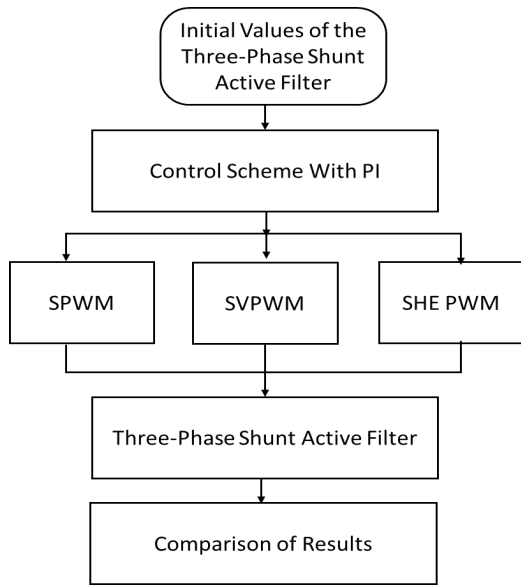 Initial Values of the
Three-Phase Shunt
Active Filter
Control Scheme With PI
SPWM
SVPWM
SHE PWM
Three-Phase Shunt Active Filter
Comparison of Results